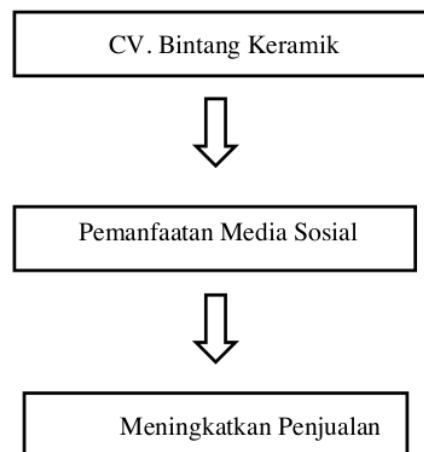 CV. Bintang Keramik
Pemanfaatan Media Sosial
Meningkatkan Penjualan